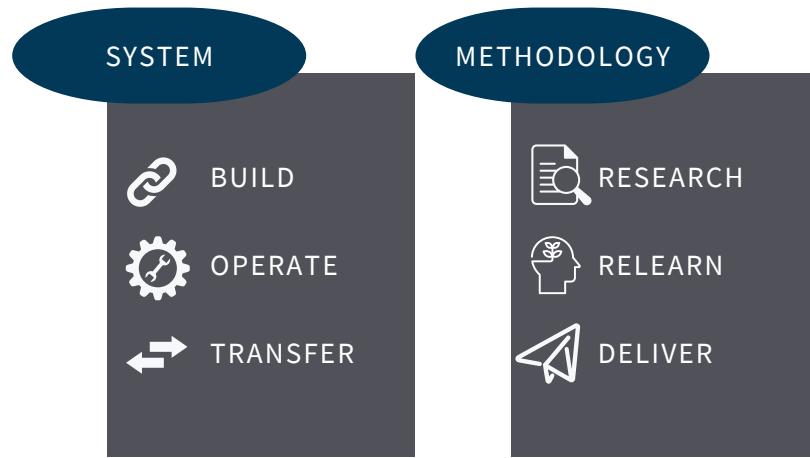 SYSTEM
BUILD
OPERATE
TRANSFER
METHODOLOGY
RESEARCH
RELEARN
DELIVER